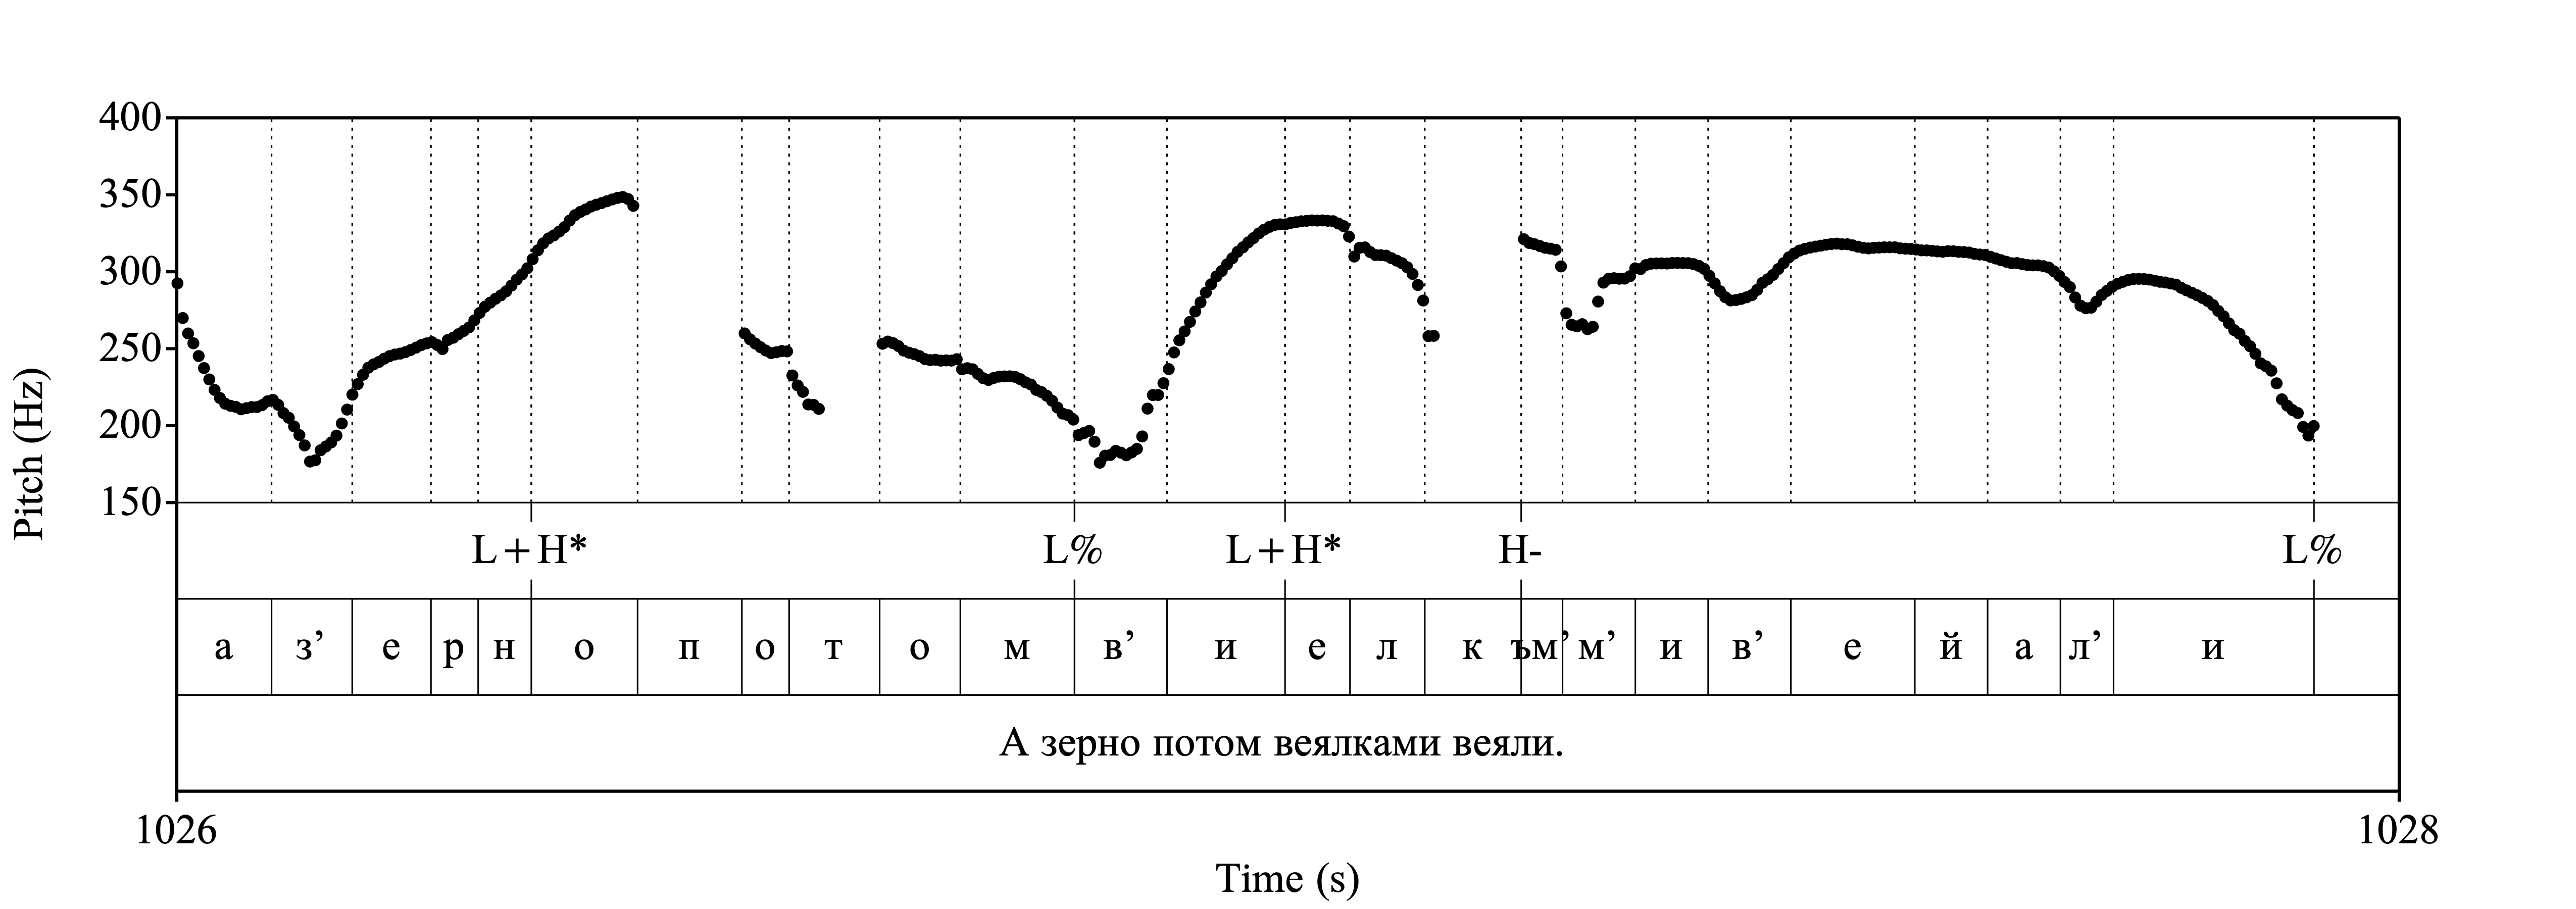 400
350
300
250
200
150
Pitch (Hz)
L+H* L% L+H* H- L%
а з’ е р н о п о т о м в’ и е л к ъм’ м’ и в’ е й а л’ и
А зерно потом веялками веяли.
1026 1028
Time (s)